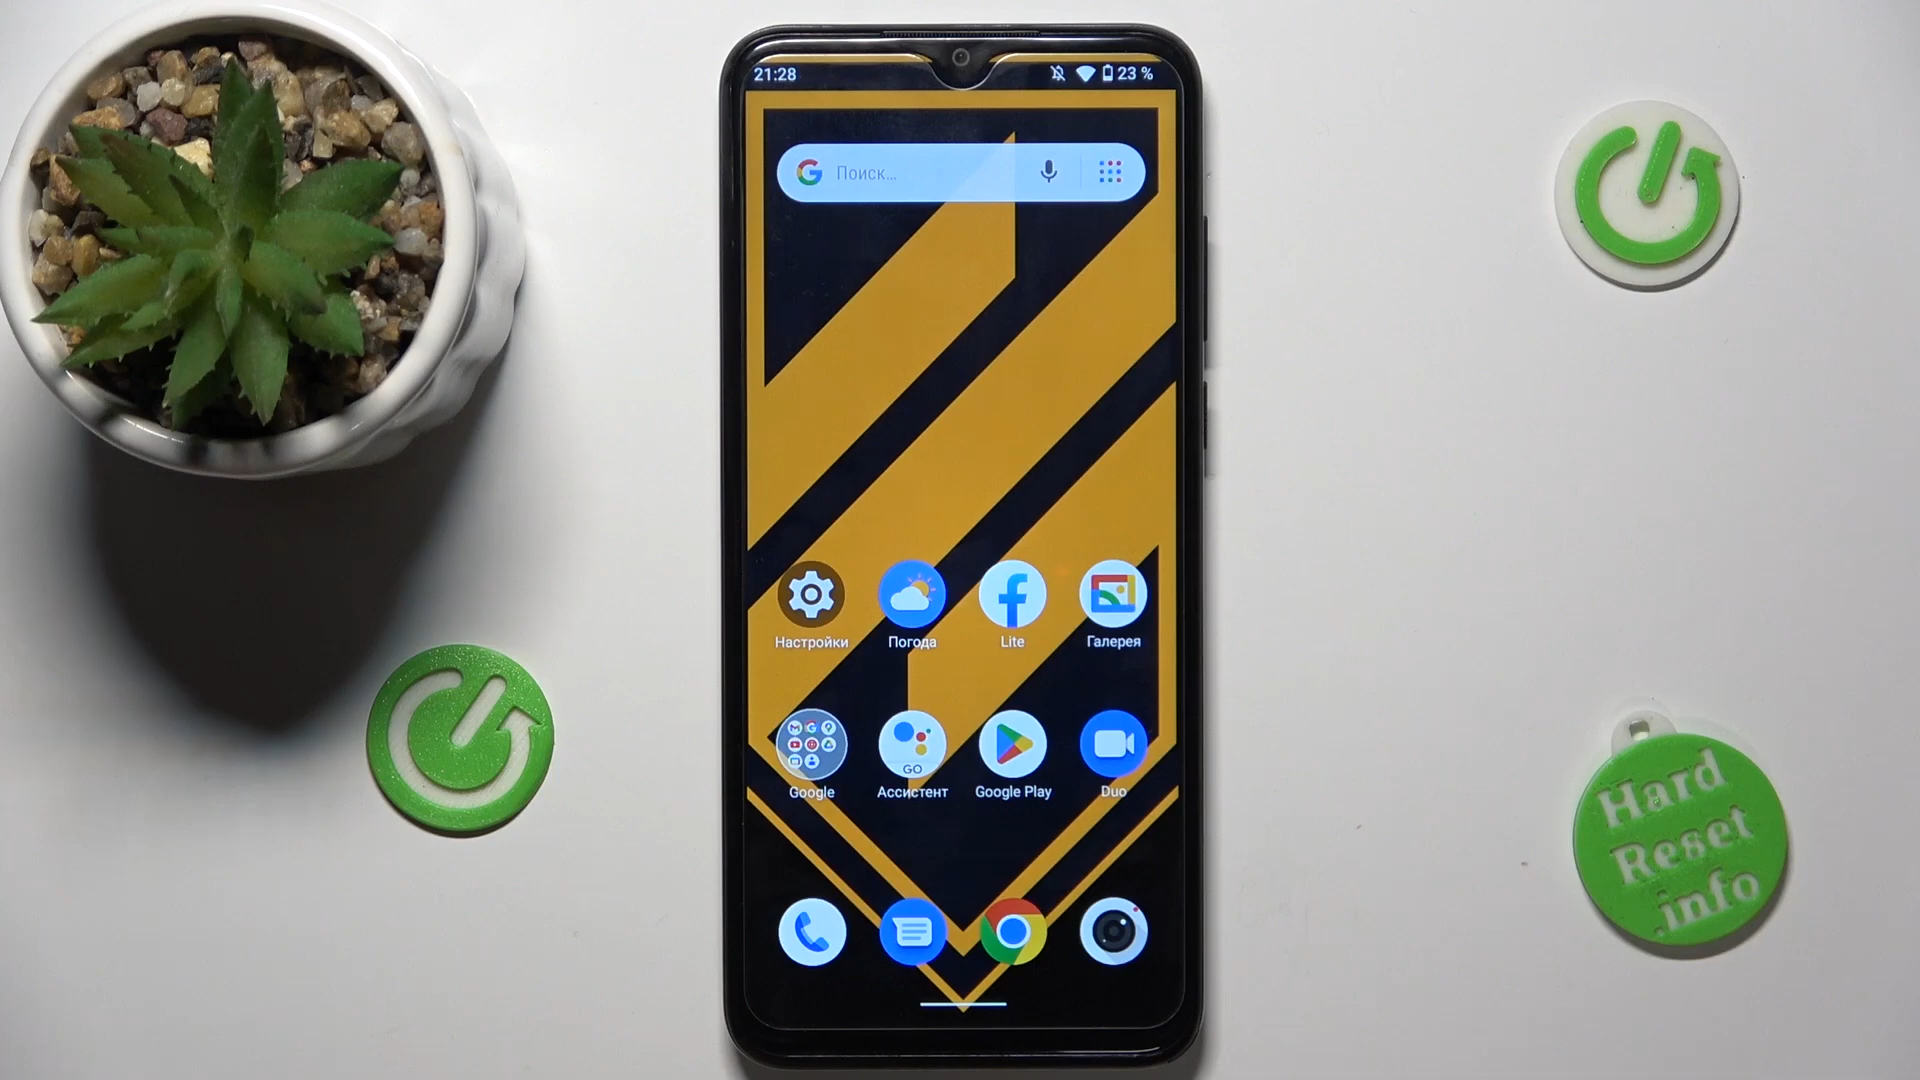 21:28
23 %
Поиск...
Настройки
Погода
Lite
Галерея
GO
Google
Ассистент
Google Play
Duo
Hard
Reset
.info